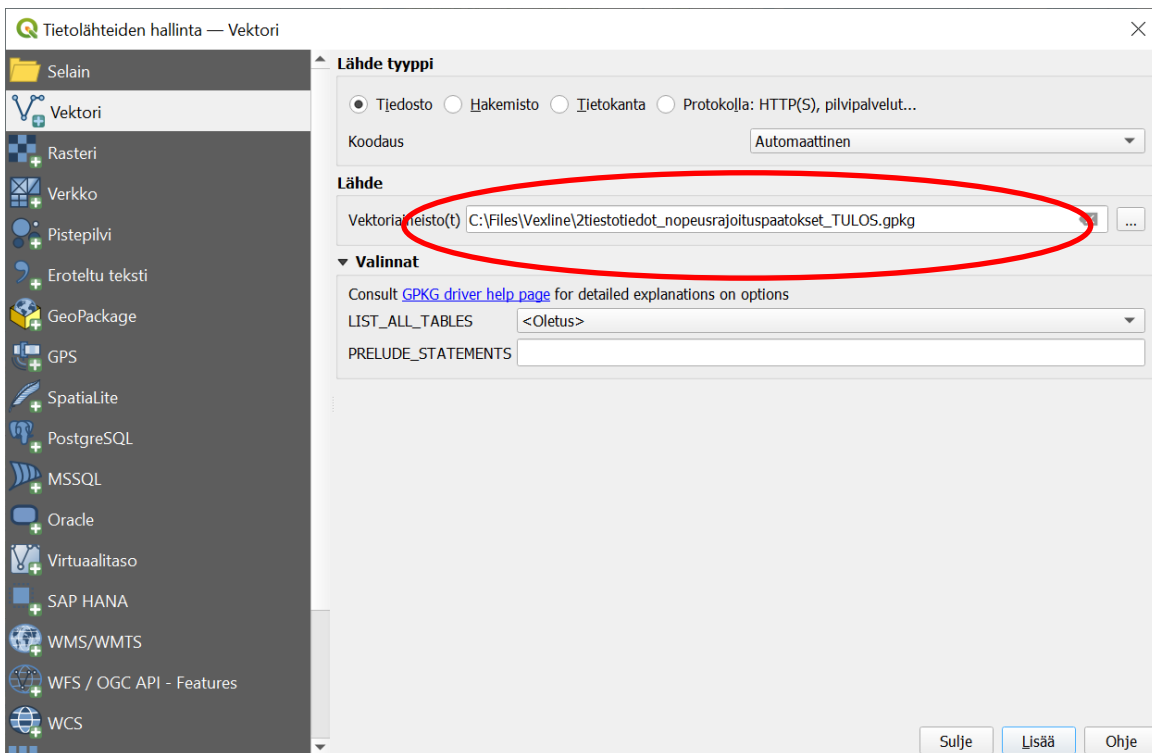 Tietolähteiden hallinta — Vektori
Selain
Vektori
Rasteri
Verkko
Pistepilvi
Eroteltu teksti
GeoPackage
GPS
SpatiaLite
PostgreSQL
MSSQL
Oracle
Virtuaalitaso
SAP HANA
WMS/WMTS
WFS / OGC API - Features
WCS
Lähde tyyppi
Tiedosto Hakemisto Tietokanta Protokolla: HTTP(S), pilvipalvelut...
Koodaus Automaattinen
Lähde
Vektoriaineisto(t) C:\Files\Vexline\2tiestotiedot_nopeusrajoituspaatokset_TULOS.gpkg ...
Valinnat
Consult GPKG driver help page for detailed explanations on options
LIST_ALL_TABLES <Oletus>
PRELUDE_STATEMENTS
Sulje Lisää Ohje